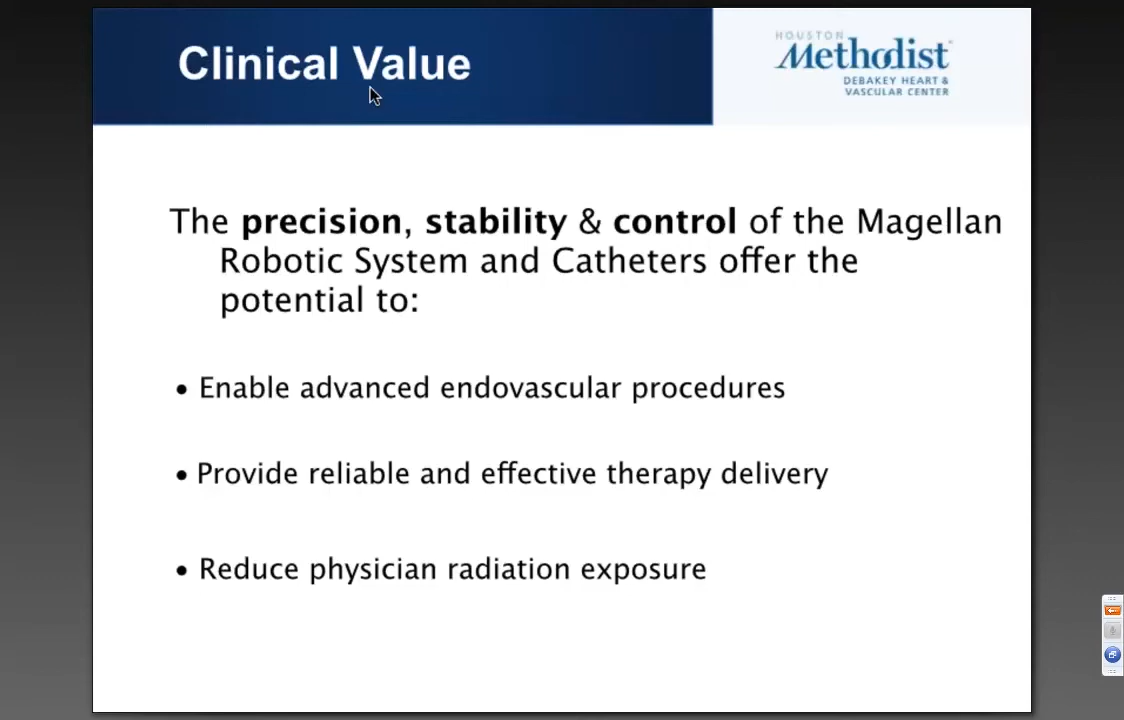 Clinical Value
HOUSTON
Methodist
DEBAKEY HEART &
VASCULAR CENTER
The precision, stability & control of the Magellan
Robotic System and Catheters offer the
potential to:
• Enable advanced endovascular procedures
• Provide reliable and effective therapy delivery
• Reduce physician radiation exposure